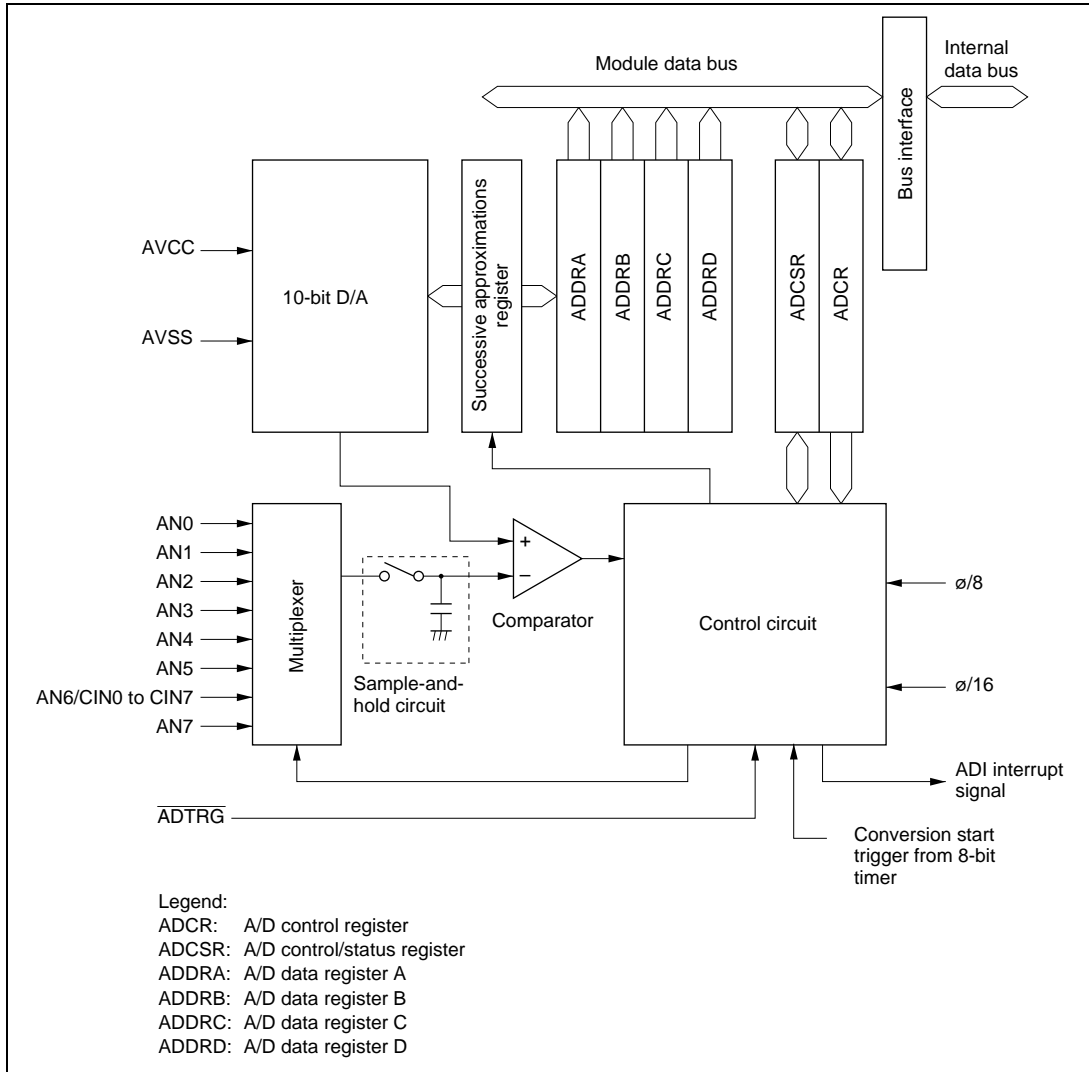 Module data bus
Internal
data bus
Bus interface
AVCC
AVSS
10-bit D/A
Successive approximations
register
ADDRA
ADDRB
ADDRC
ADDRD
ADCSR
ADCR
AN0
AN1
AN2
AN3
AN4
AN5
AN6/CIN0 to CIN7
AN7
Multiplexer
+
−
Comparator
Sample-and-
hold circuit
Control circuit
ø/8
ø/16
ADI interrupt
signal
ADTRG
Conversion start
trigger from 8-bit
timer
Legend:
ADCR: A/D control register
ADCSR: A/D control/status register
ADDRA: A/D data register A
ADDRB: A/D data register B
ADDRC: A/D data register C
ADDRD: A/D data register D